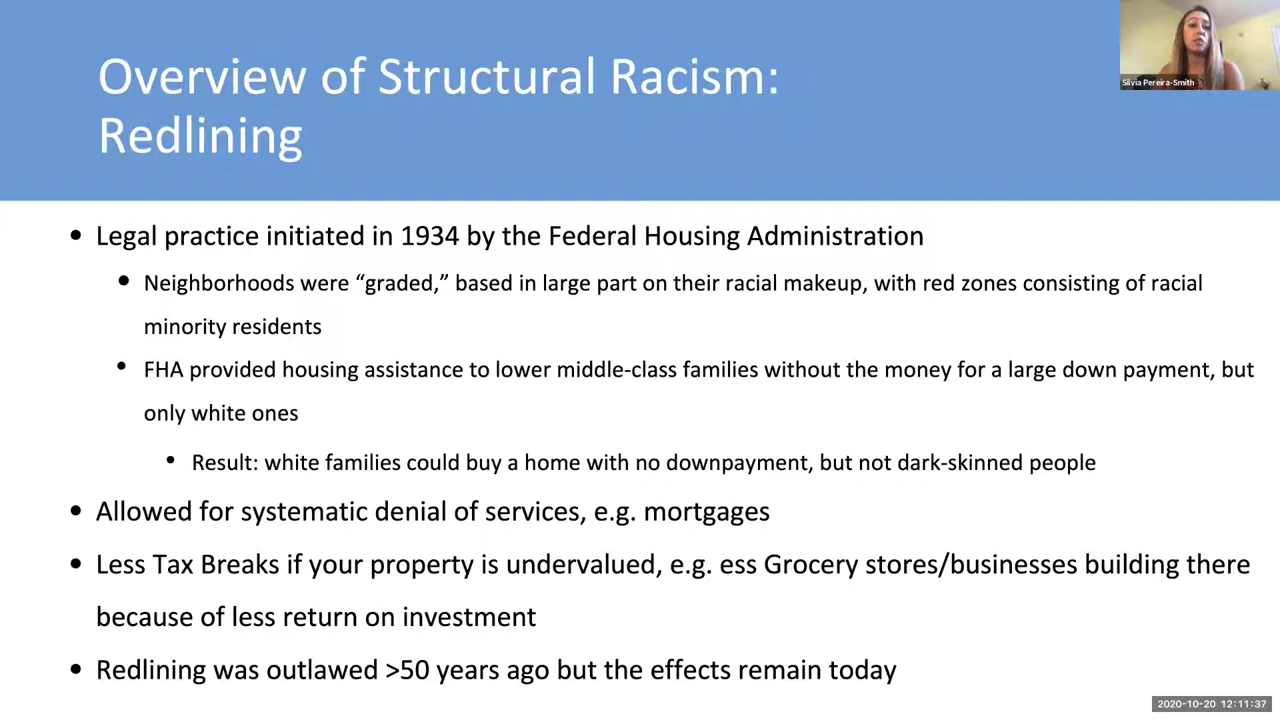 Overview of Structural Racism:
Redlining
Silvia Pereira-Smith
• Legal practice initiated in 1934 by the Federal Housing Administration
• Neighborhoods were “graded,” based in large part on their racial makeup, with red zones consisting of racial
minority residents
• FHA provided housing assistance to lower middle-class families without the money for a large down payment, but
only white ones
• Result: white families could buy a home with no downpayment, but not dark-skinned people
• Allowed for systematic denial of services, e.g. mortgages
• Less Tax Breaks if your property is undervalued, e.g. ess Grocery stores/businesses building there
because of less return on investment
• Redlining was outlawed >50 years ago but the effects remain today
2020-10-20 12:11:37